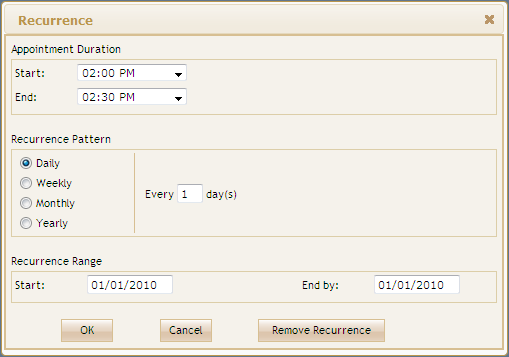 Recurrence
Appointment Duration
Start: 02:00 PM
End: 02:30 PM
Recurrence Pattern
Daily
Weekly
Every 1 day(s)
Monthly
Yearly
Recurrence Range
Start: 01/01/2010 End by: 01/01/2010
OK Cancel Remove Recurrence